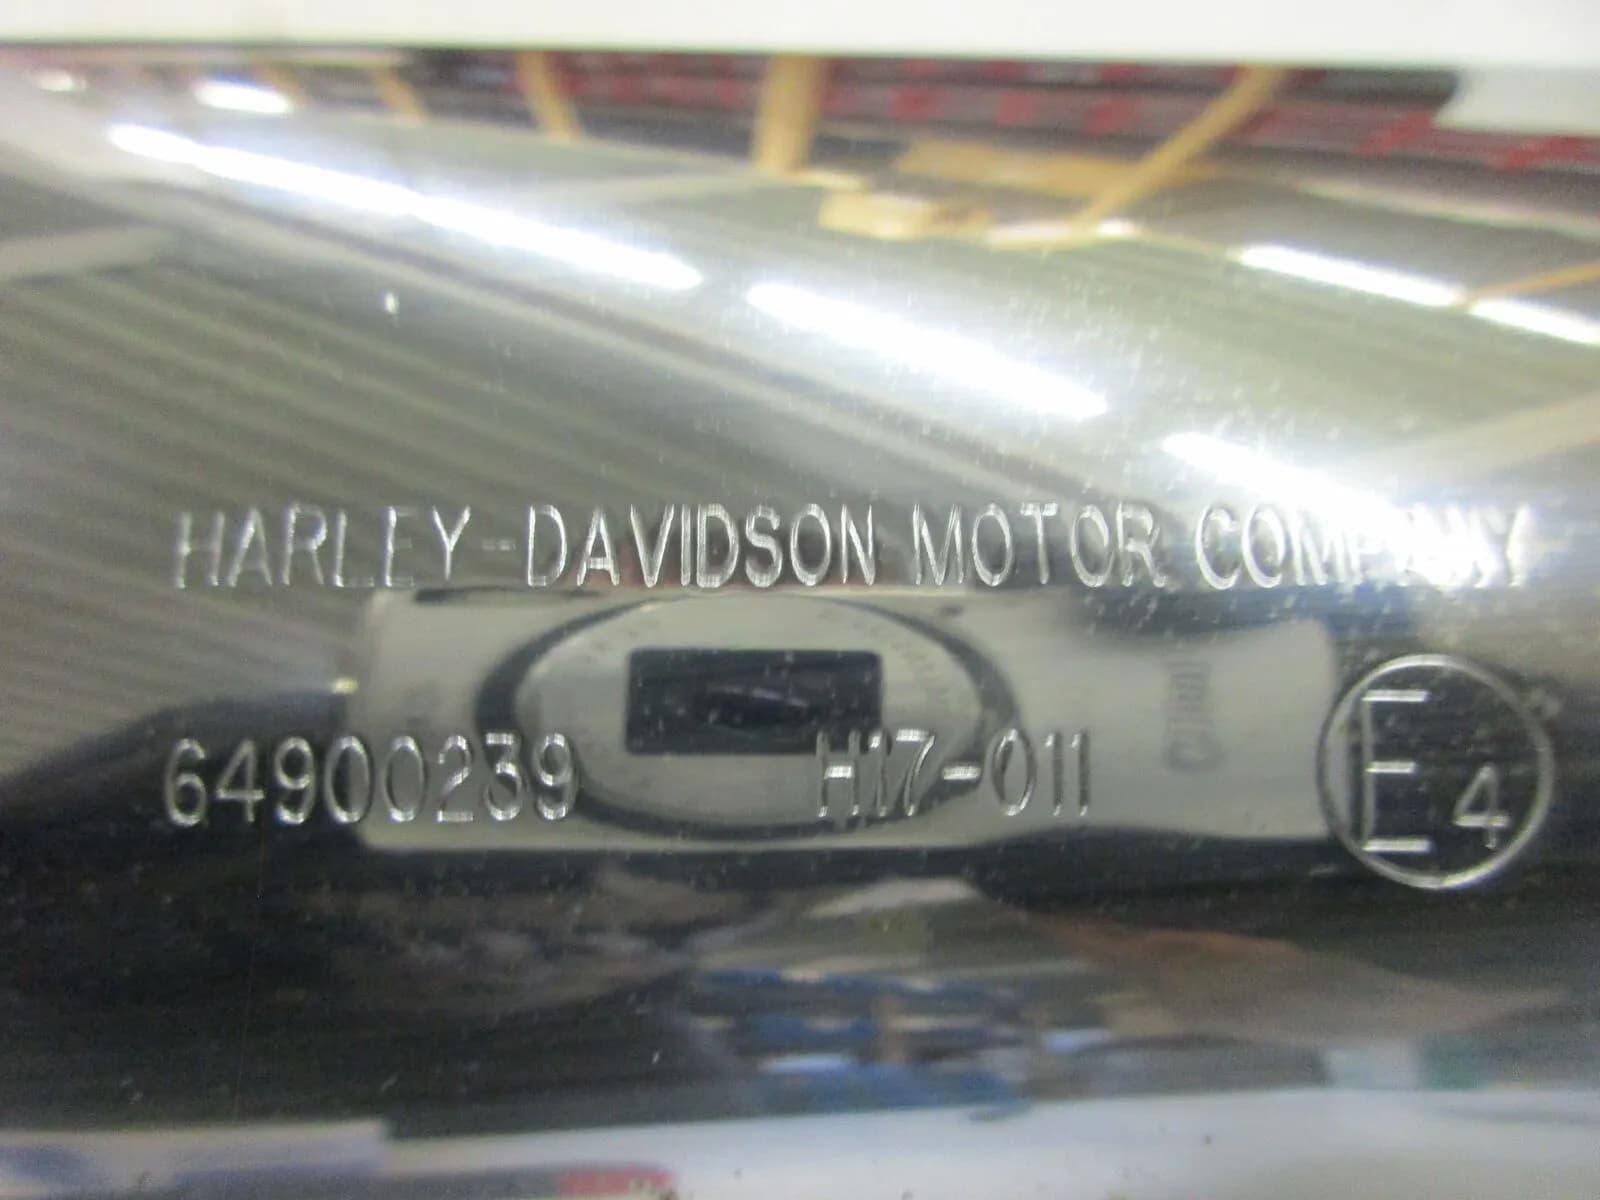 HARLEY-DAVIDSON MOTOR COMPANY
64900239 H17-011 E4